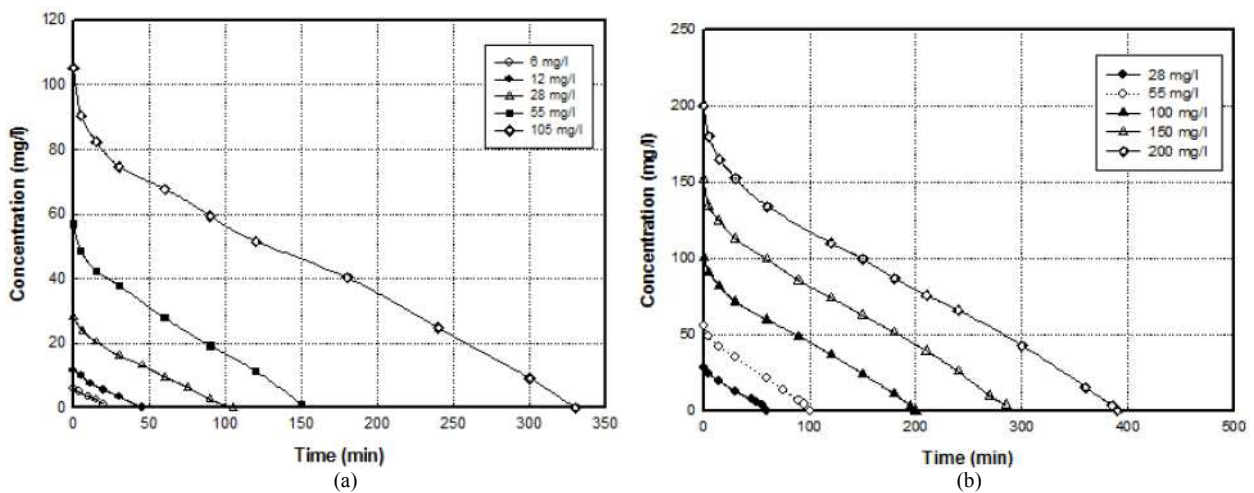 120
100
80
60
40
20
0
Concentration (mg/l)
6 mg/l
12 mg/l
28 mg/l
55 mg/l
105 mg/l
0 50 100 150 200 250 300 350
Time (min)
(a)
250
200
150
100
50
0
Concentration (mg/l)
28 mg/l
55 mg/l
100 mg/l
150 mg/l
200 mg/l
0 100 200 300 400 500
Time (min)
(b)